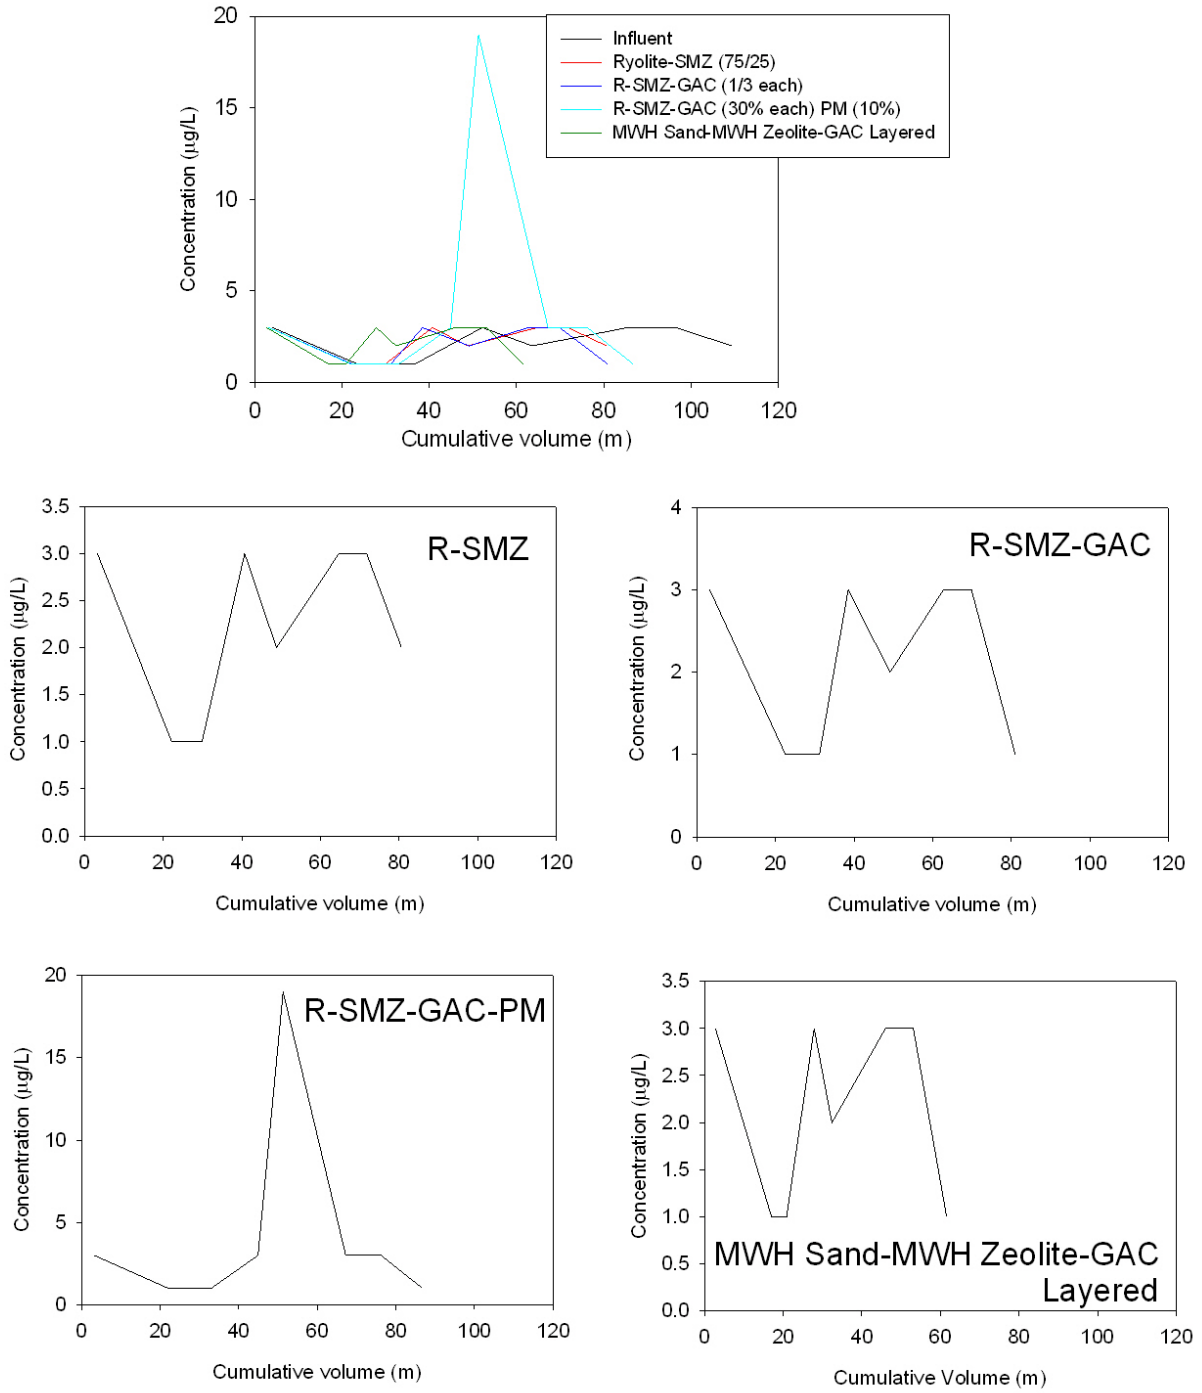 20
15
10
5
0
Concentration (μg/L)
Influent
Ryolite-SMZ (75/25)
R-SMZ-GAC (1/3 each)
R-SMZ-GAC (30% each) PM (10%)
MWH Sand-MWH Zeolite-GAC Layered
0 20 40 60 80 100 120
Cumulative volume (m)
3.5
3.0
2.5
2.0
1.5
1.0
0.5
0.0
Concentration (μg/L)
R-SMZ
0 20 40 60 80 100 120
Cumulative volume (m)
4
3
2
1
0
Concentration (μg/L)
R-SMZ-GAC
0 20 40 60 80 100 120
Cumulative volume (m)
20
15
10
5
0
Concentration (μg/L)
R-SMZ-GAC-PM
0 20 40 60 80 100 120
Cumulative volume (m)
3.5
3.0
2.5
2.0
1.5
1.0
0.5
0.0
Concentration (μg/L)
MWH Sand-MWH Zeolite-GAC
Layered
0 20 40 60 80 100 120
Cumulative Volume (m)